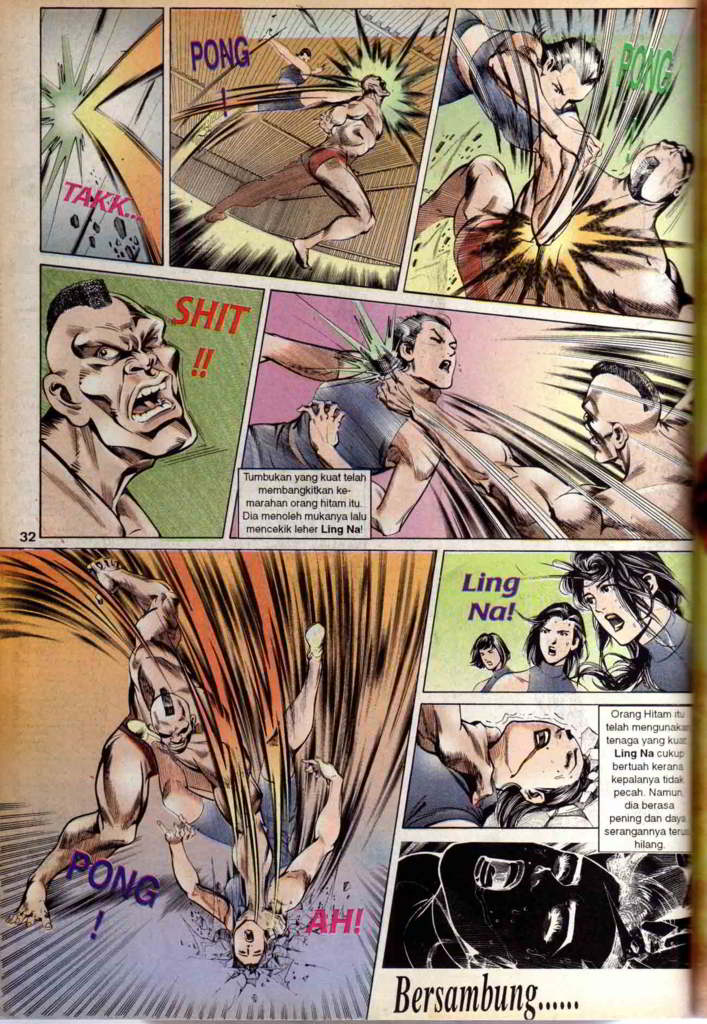 TAKK...
PONG
!
PONG
SHIT
!!
Tumbukan yang kuat telah
membangkitkan ke-
marahan orang hitam itu.
Dia menoleh mukanya lalu
mencekik leher Ling Na!
32
PONG
!
AH!
Ling
Na!
Orang Hitam itu
telah mengunakan
tenaga yang kuat.
Ling Na cukup
bertuah kerana
kepalanya tidak
pecah. Namun,
dia berasa
pening dan daya
serangannya terus
hilang.
Bersambung......